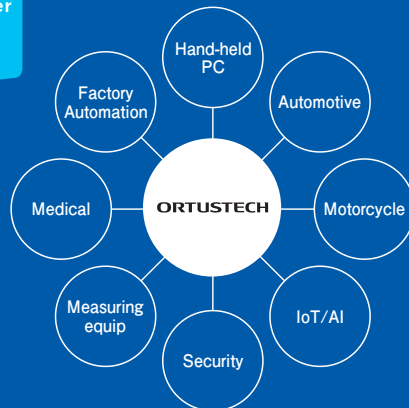 er
Hand-held
PC
Factory
Automation
Automotive
Medical
ORTUSTECH
Motorcycle
Measuring
equip
IoT/AI
Security